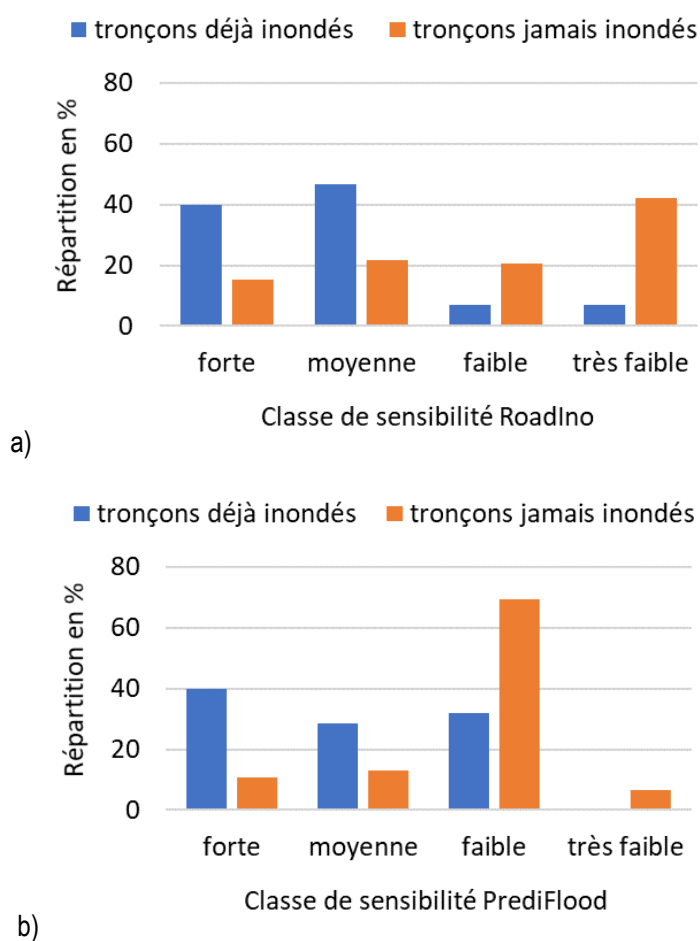 tronçons déjà inondés tronçons jamais inondés
Répartition en %
80
60
40
20
0
forte moyenne faible très faible
Classe de sensibilité RoadIno
a)
tronçons déjà inondés tronçons jamais inondés
Répartition en %
80
60
40
20
0
forte moyenne faible très faible
Classe de sensibilité PrediFlood
b)